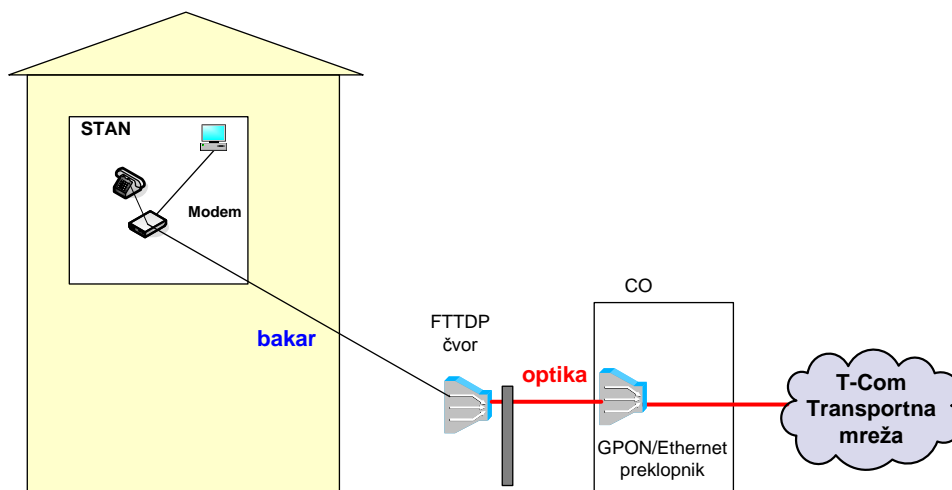 STAN
Modem
bakar
FTTDP
čvor
optika
CO
GPON/Ethernet
preklopnik
T-Com
Transportna
mreža